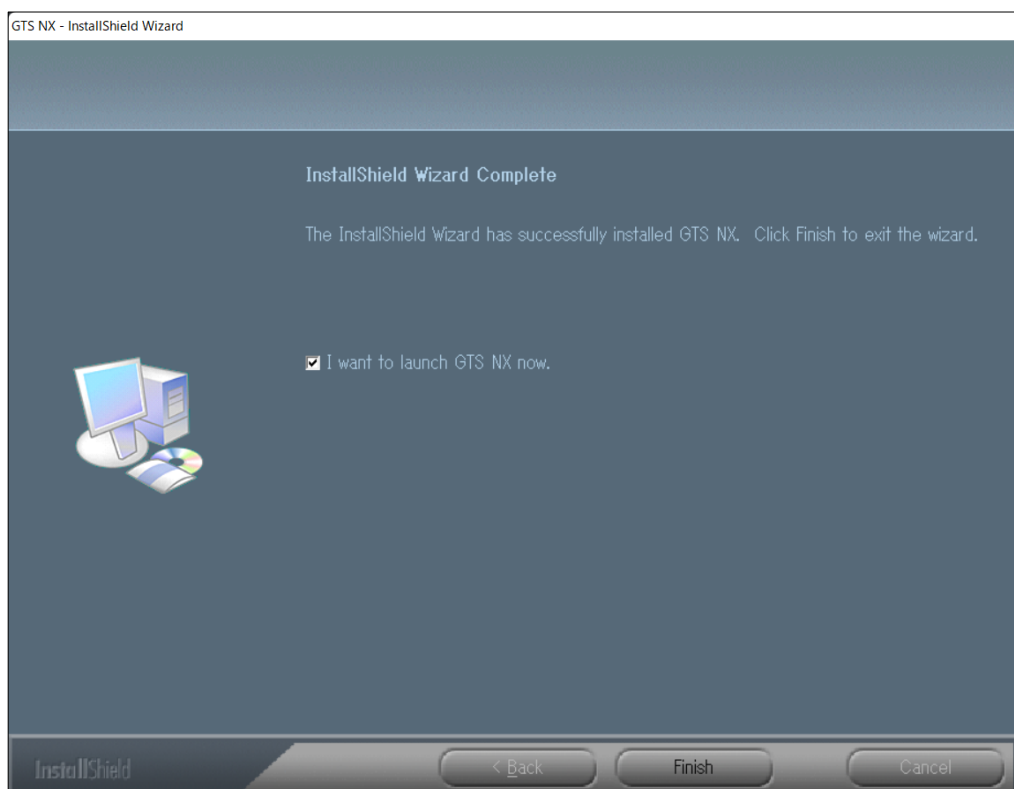 GTS NX - InstallShield Wizard
InstallShield Wizard Complete
The InstallShield Wizard has successfully installed GTS NX. Click Finish to exit the wizard.
I want to launch GTS NX now.
InstallShield
< Back
Finish
Cancel